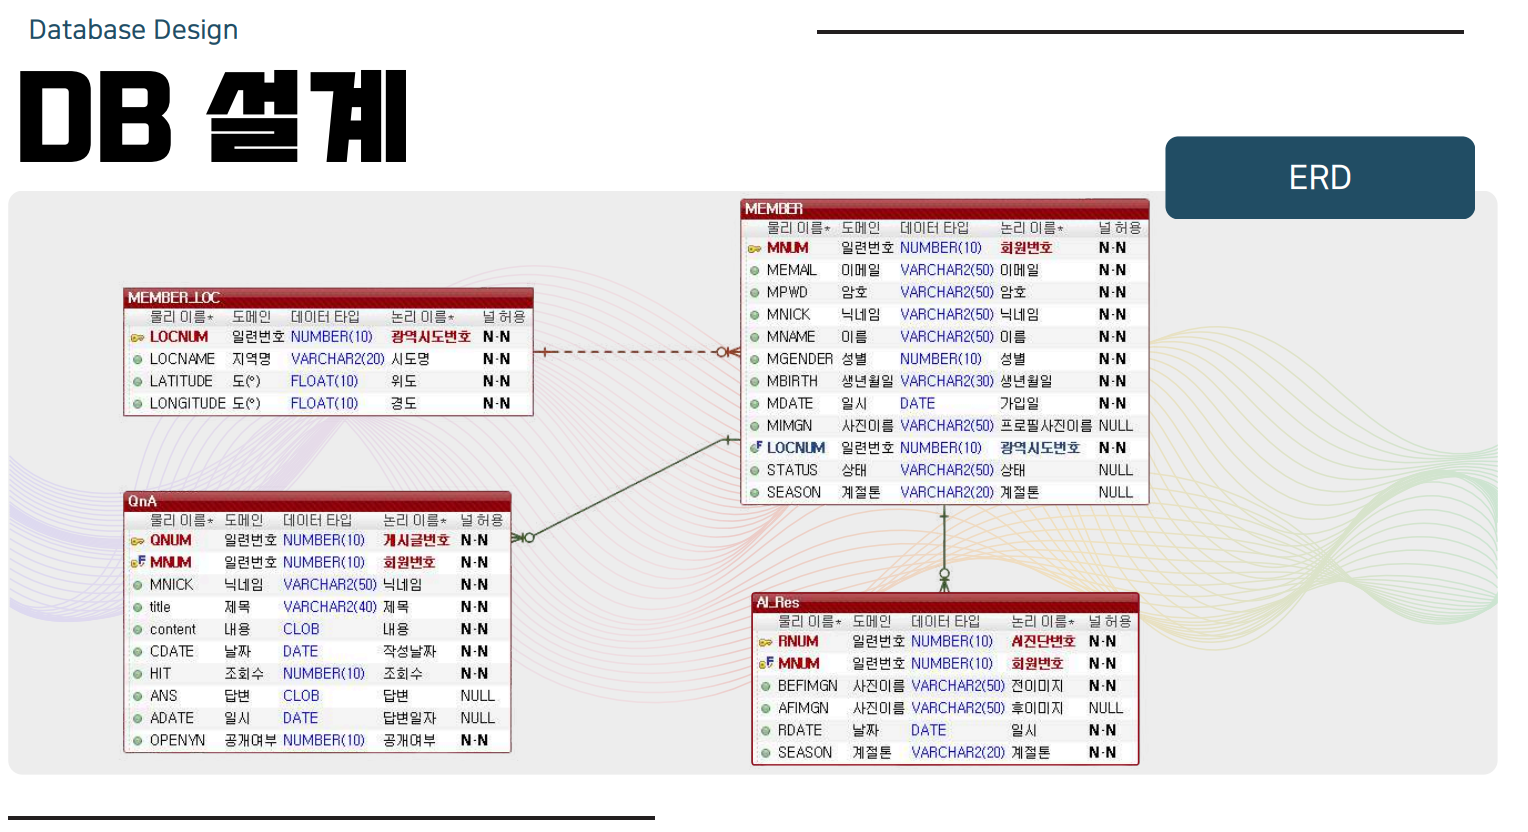 Database Design
DB 설계
ERD
MEMBER_LOC
물리 이름* 도메인 데이터 타입 논리 이름* 널 허용
LOCNUM 일련번호 NUMBER(10) 광역시도번호 N-N
LOCNAME 지역명 VARCHAR2(20) 시도명 N-N
LATITUDE 도(º) FLOAT(10) 위도 N-N
LONGITUDE 도(º) FLOAT(10) 경도 N-N
MEMBER
물리 이름* 도메인 데이터 타입 논리 이름* 널 허용
MNUM 일련번호 NUMBER(10) 회원번호 N-N
MEMAIL 이메일 VARCHAR2(50) 이메일 N-N
MPWD 암호 VARCHAR2(50) 암호 N-N
MNICK 닉네임 VARCHAR2(50) 닉네임 N-N
MNAME 이름 VARCHAR2(50) 이름 N-N
MGENDER 성별 NUMBER(10) 성별 N-N
MBIRTH 생년월일 VARCHAR2(30) 생년월일 N-N
MDATE 일시 DATE 가입일 N-N
MIMGN 사진이름 VARCHAR2(50) 프로필사진이름 NULL
F LOCNUM 일련번호 NUMBER(10) 광역시도번호 N-N
STATUS 상태 VARCHAR2(50) 상태 NULL
SEASON 계절톤 VARCHAR2(20) 계절톤 NULL
QnA
물리 이름* 도메인 데이터 타입 논리 이름* 널 허용
QNUM 일련번호 NUMBER(10) 게시글번호 N-N
F MNUM 일련번호 NUMBER(10) 회원번호 N-N
MNICK 닉네임 VARCHAR2(50) 닉네임 N-N
title 제목 VARCHAR2(40) 제목 N-N
content 내용 CLOB 내용 N-N
CDATE 날짜 DATE 작성날짜 N-N
HIT 조회수 NUMBER(10) 조회수 N-N
ANS 답변 CLOB 답변 NULL
ADATE 일시 DATE 답변일자 NULL
OPENYN 공개여부 NUMBER(10) 공개여부 N-N
AI_Res
물리 이름* 도메인 데이터 타입 논리 이름* 널 허용
RNUM 일련번호 NUMBER(10) AI진단번호 N-N
F MNUM 일련번호 NUMBER(10) 회원번호 N-N
BEFIMGN 사진이름 VARCHAR2(50) 전이미지 N-N
AFIMGN 사진이름 VARCHAR2(50) 후이미지 NULL
RDATE 날짜 DATE 일시 N-N
SEASON 계절톤 VARCHAR2(20) 계절톤 N-N